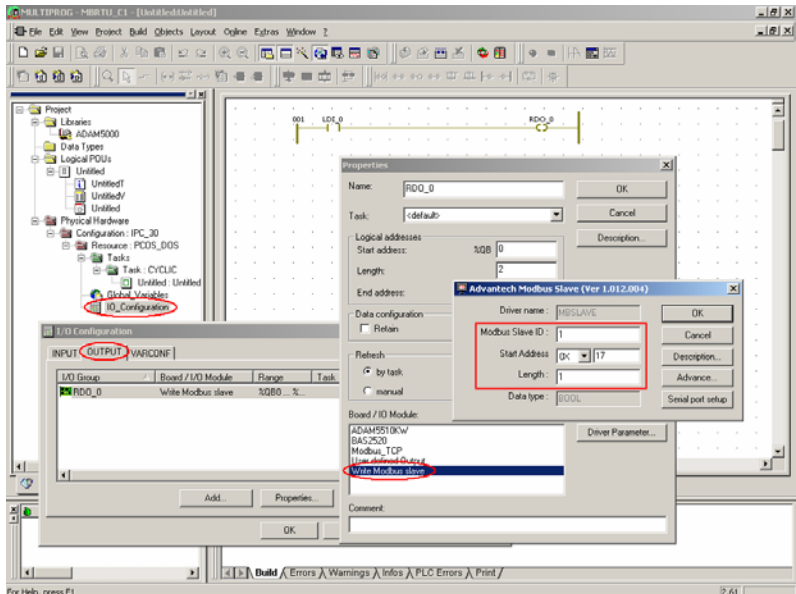 MULTIPROG - MBRTU_C1 - [Untitled:Untitled]
File Edit View Project Build Objects Layout Online Extras Window ?
Project
Libraries
ADAM5000
Data Types
Logical POUs
Untitled
UntitledT
UntitledV
Untitled
Physical Hardware
Configuration : IPC_30
Resource : PCOS_DOS
Tasks
Task : CYCLIC
Untitled : Untitled
Global_Variables
IO_Configuration
001 LDI_0 RDO_0
Properties
Name: RDO_0
Task: <default>
Logical addresses
Start address: %QB 0
Length: 2
End address:
Data configuration
Retain
Refresh
by task
manual
Board / IO Module:
ADAM5510KW
BAS2520
Modbus_TCP
User defined Output
Write Modbus slave
Comment:
OK
Cancel
Description...
Driver Parameter...
Advantech Modbus Slave (Ver 1.012.004)
Driver name : MBSLAVE
Modbus Slave ID : 1
Start Address 0X 17
Length : 1
Data type : BOOL
OK
Cancel
Description...
Advance...
Serial port setup
I/O Configuration
INPUT OUTPUT VARCONF
I/O Group Board / I/O Module Range Task
RDO_0 Write Modbus slave %QB0 ... %...
Add... Properties...
OK
Build Errors Warnings Infos PLC Errors Print
For Help, press F1
2.61